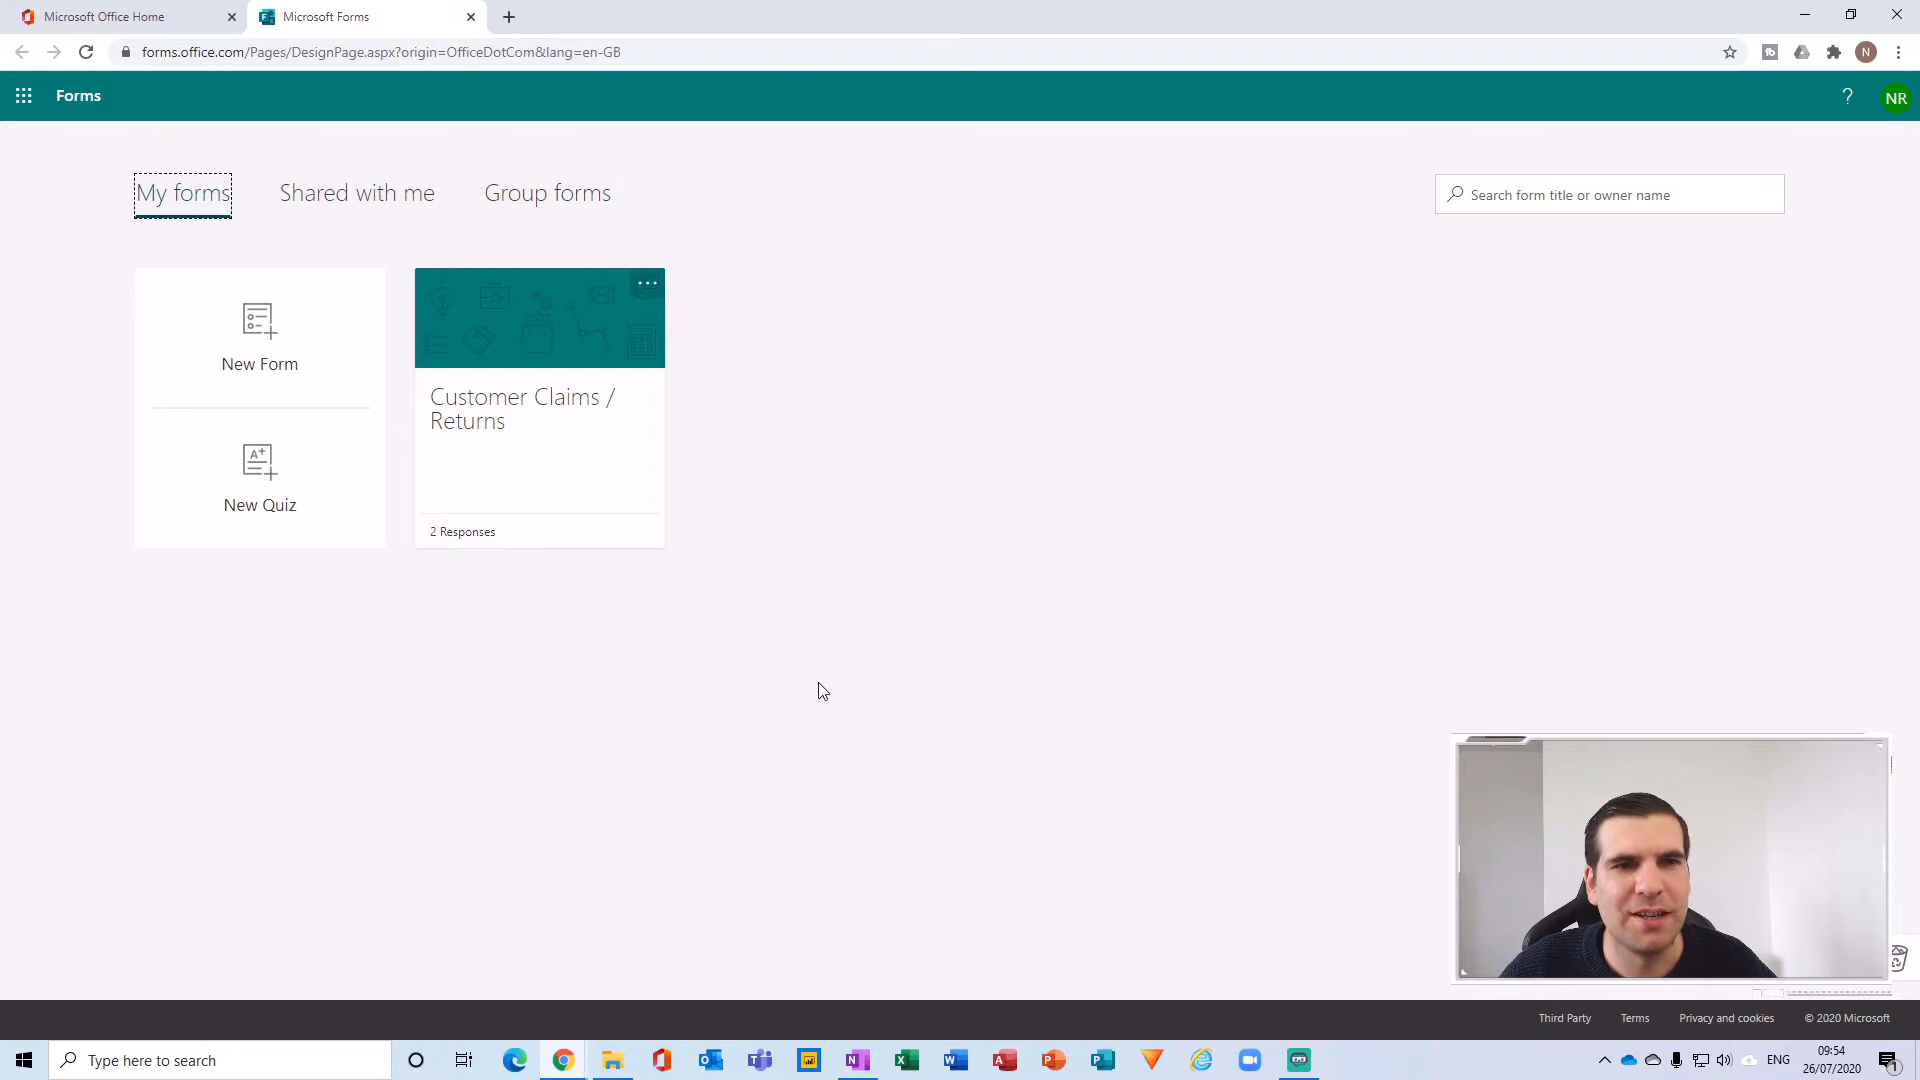 Microsoft Office Home
Microsoft Forms
forms.office.com/Pages/DesignPage.aspx?origin=OfficeDotCom&lang=en-GB
N
Forms
?
NR
My forms
Shared with me
Group forms
Search form title or owner name
New Form
A+
New Quiz
Customer Claims /
Returns
2 Responses
Third Party
Terms
Privacy and cookies
© 2020 Microsoft
Type here to search
ENG
09:54
26/07/2020
1